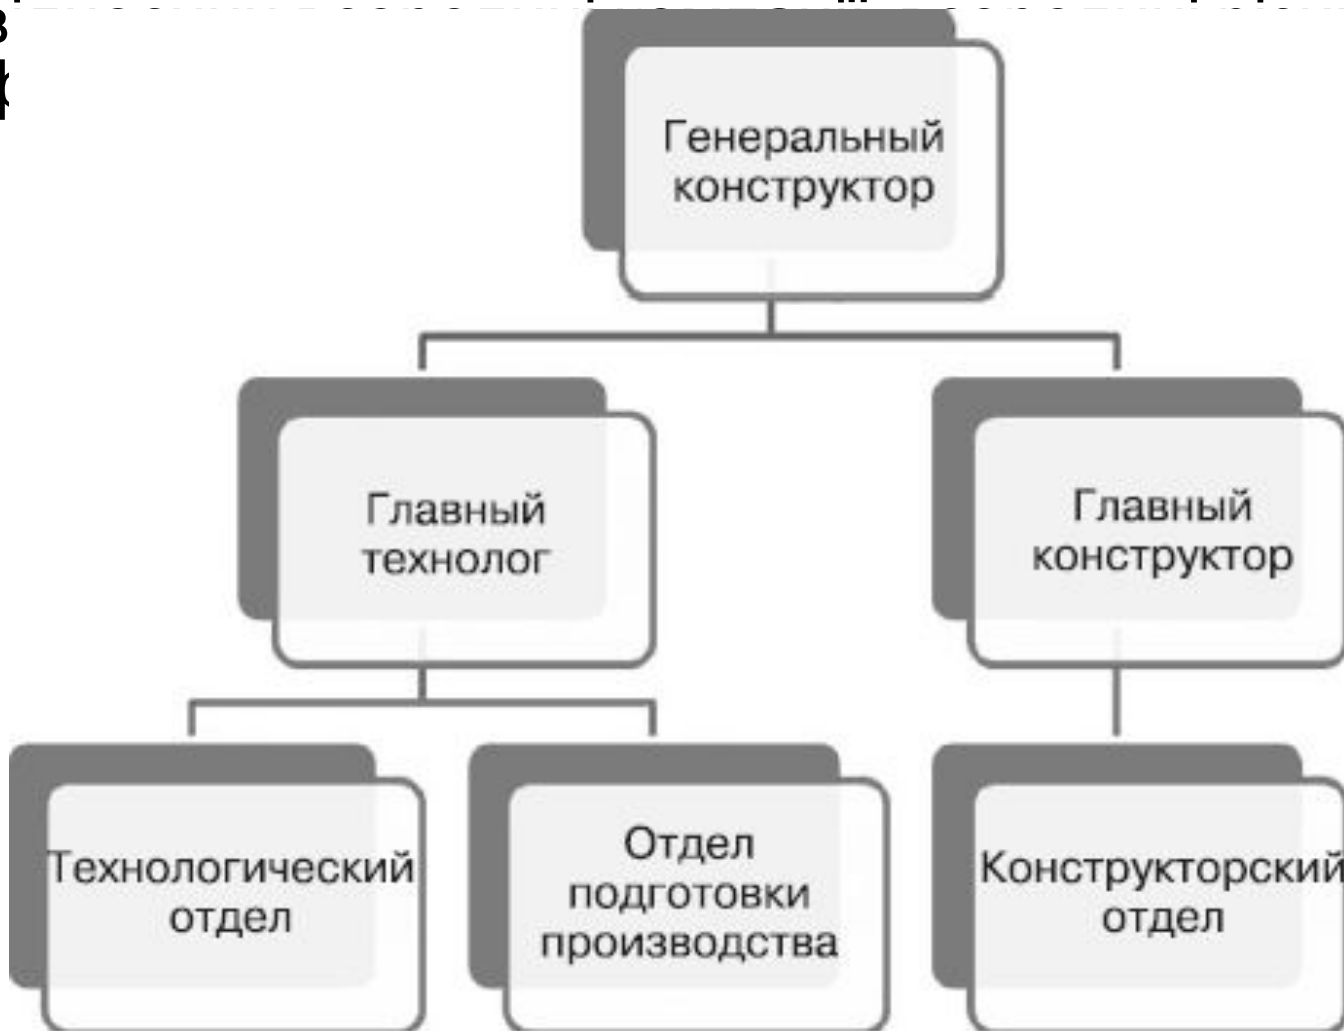 Генеральный
конструктор
Главный
технолог
Главный
конструктор
Технологический
отдел
Отдел
подготовки
производства
Конструкторский
отдел